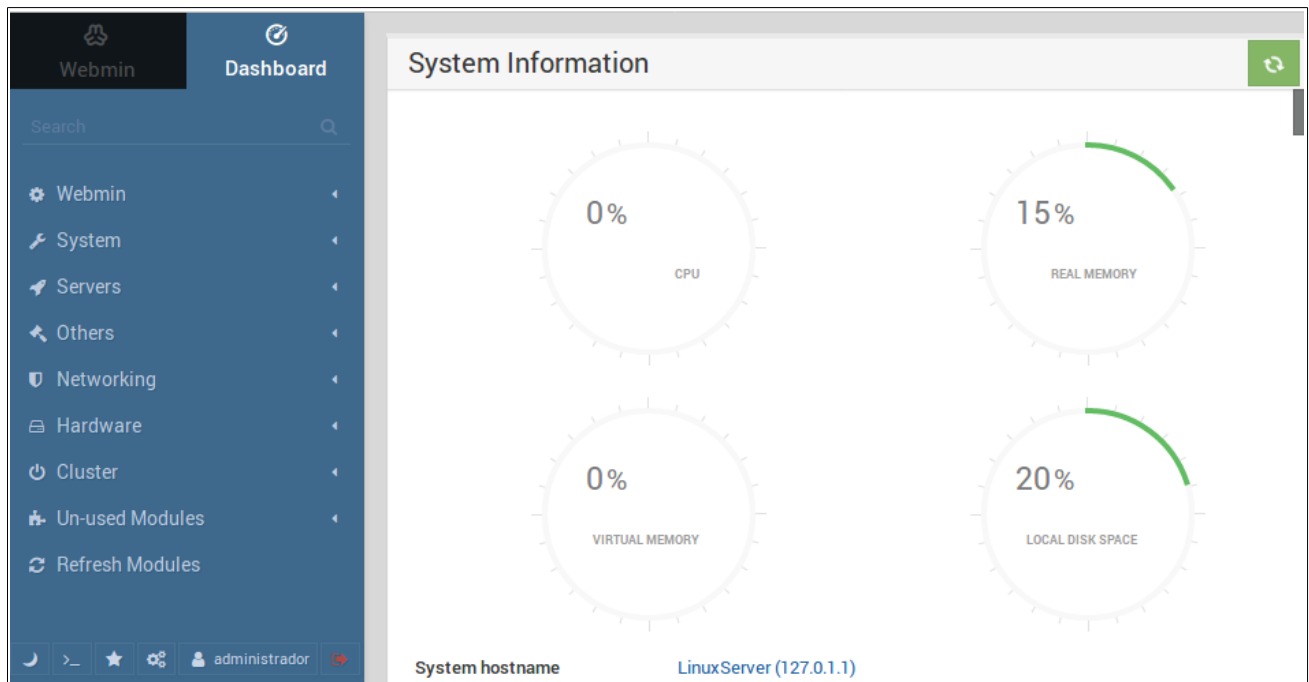 Webmin
Dashboard
Search
Webmin
System
Servers
Others
Networking
Hardware
Cluster
Un-used Modules
Refresh Modules
>_
administrador
System Information
0%
CPU
15%
REAL MEMORY
0%
VIRTUAL MEMORY
20%
LOCAL DISK SPACE
System hostname
LinuxServer (127.0.1.1)